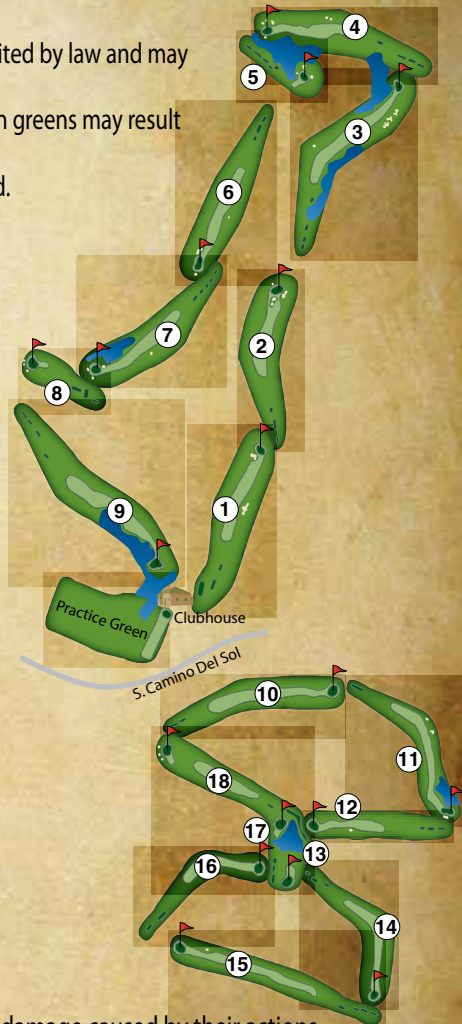 ited by law and may
n greens may result
d.
4
5
3
6
7
2
8
9
1
Practice Green
Clubhouse
S. Camino Del Sol
10
11
18
12
17
13
16
14
15
damage caused by their actions